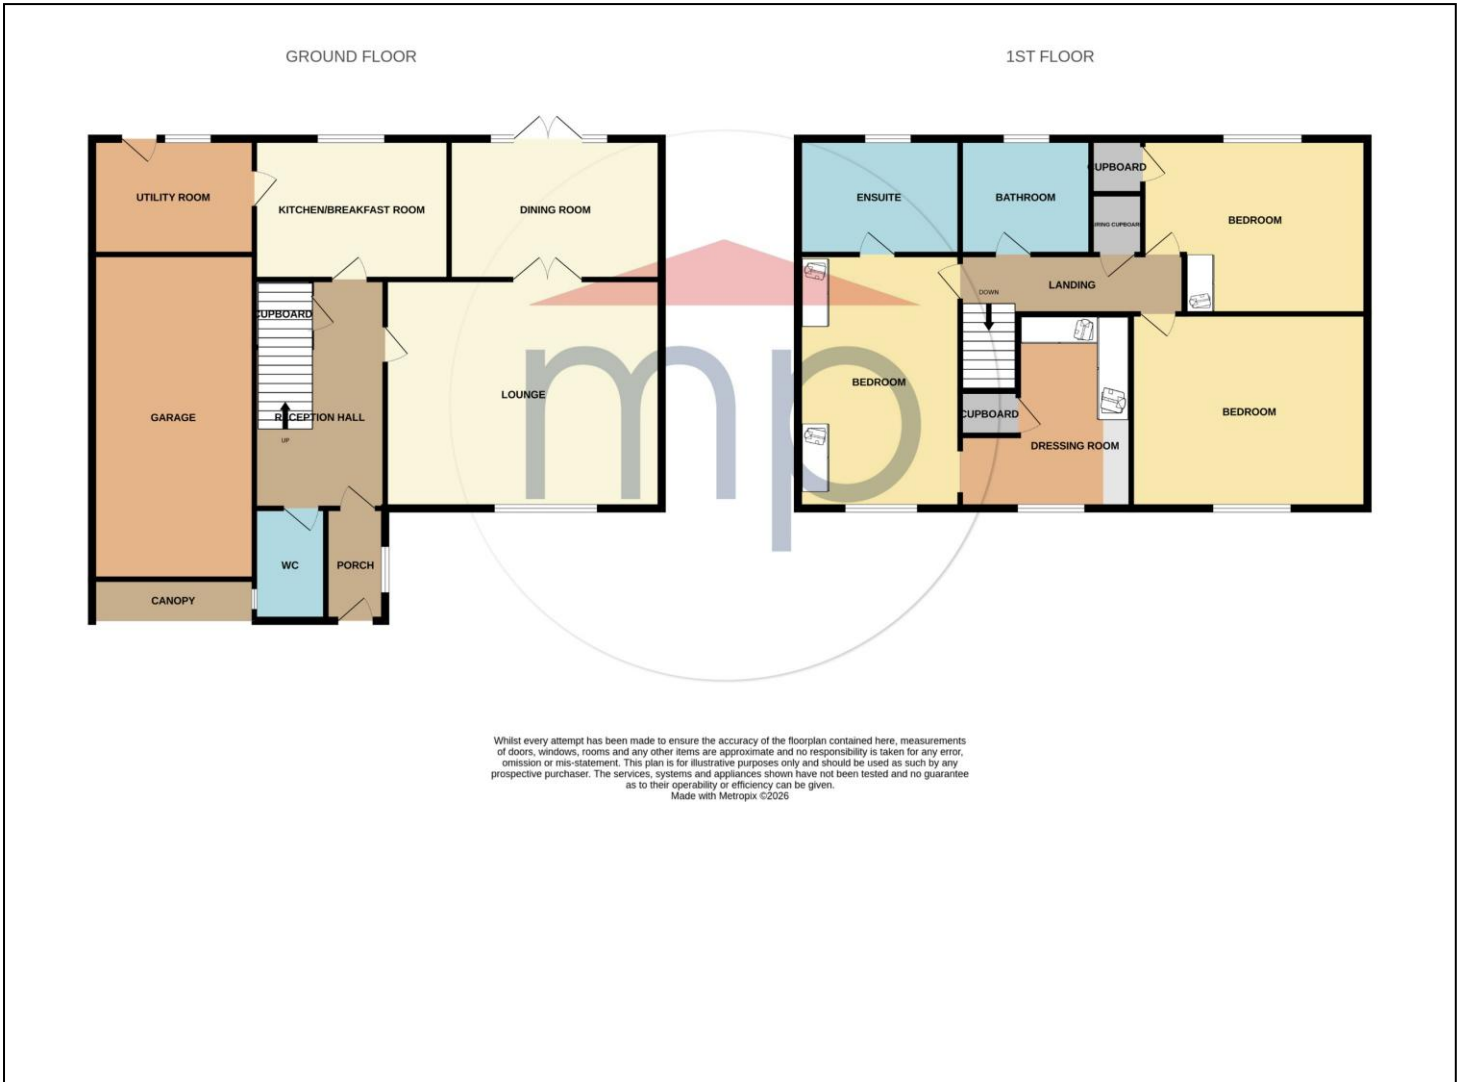 GROUND FLOOR
1ST FLOOR
UTILITY ROOM
KITCHEN/BREAKFAST ROOM
DINING ROOM
CUPBOARD
GARAGE
RECEPTION HALL
UP
LOUNGE
WC
PORCH
CANOPY
ENSUITE
BATHROOM
CUPBOARD
BEDROOM
LANDING
DOWN
BEDROOM
CUPBOARD
DRESSING ROOM
BEDROOM
mp
Whilst every attempt has been made to ensure the accuracy of the floorplan contained here, measurements
of doors, windows, rooms and any other items are approximate and no responsibility is taken for any error,
omission or mis-statement. This plan is for illustrative purposes only and should be used as such by any
prospective purchaser. The services, systems and appliances shown have not been tested and no guarantee
as to their operability or efficiency can be given.
Made with Metropix ©2026